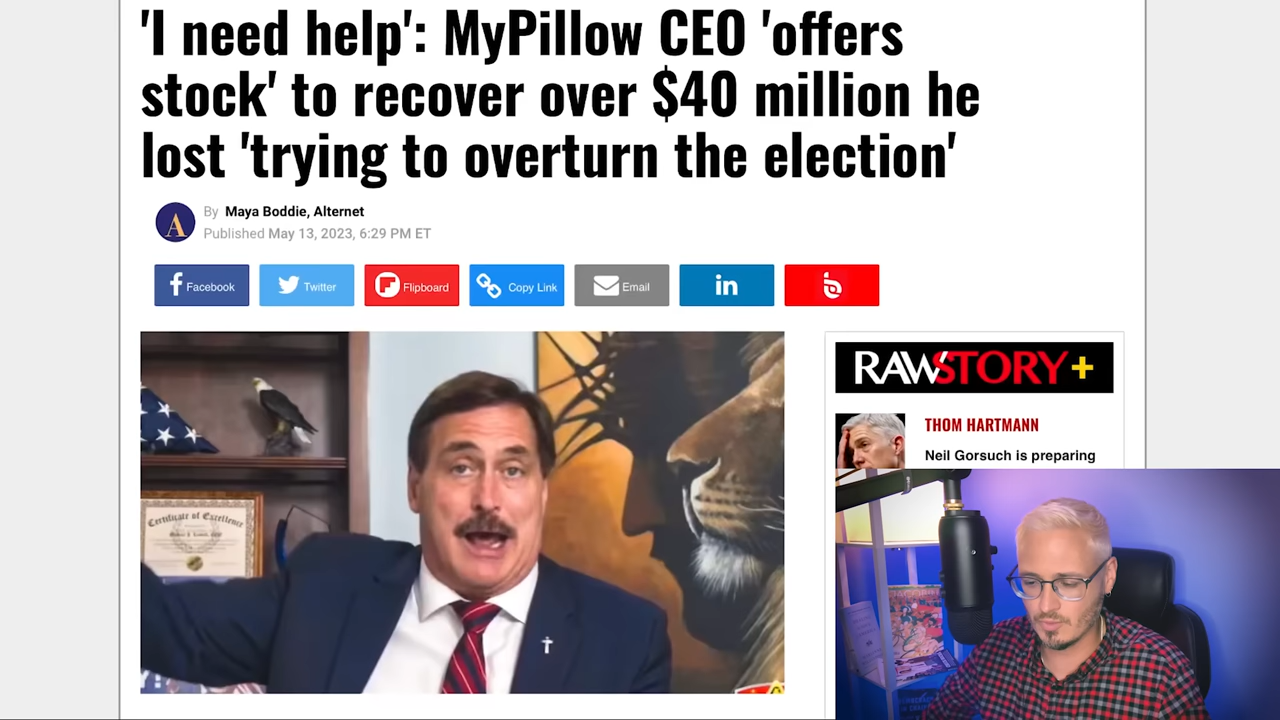 'I need help': MyPillow CEO 'offers
stock' to recover over $40 million he
lost 'trying to overturn the election'
A
By Maya Boddie, Alternet
Published May 13, 2023, 6:29 PM ET
Facebook
Twitter
Flipboard
Copy Link
Email
in
RAWSTORY+
THOM HARTMANN
Neil Gorsuch is preparing
Certificate of Excellence